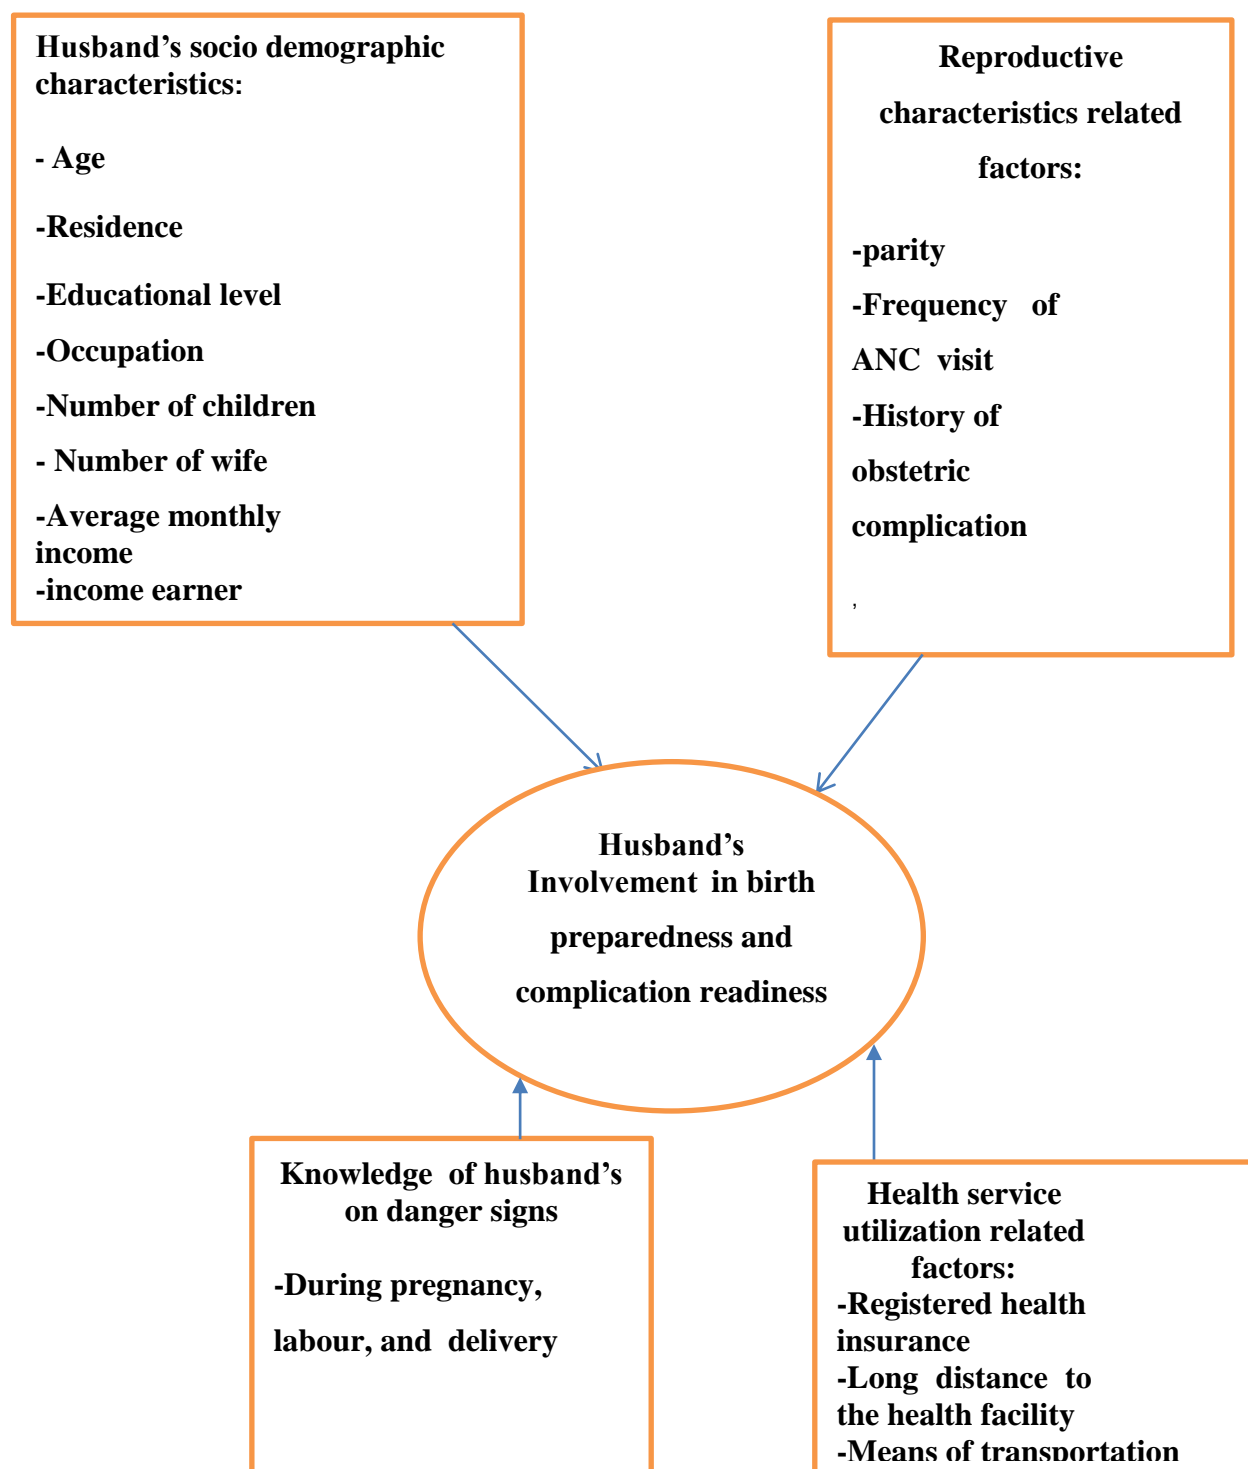 Husband’s socio demographic
characteristics:
- Age
-Residence
-Educational level
-Occupation
-Number of children
- Number of wife
-Average monthly
income
-income earner
Reproductive
characteristics related
factors:
-parity
-Frequency of
ANC visit
-History of
obstetric
complication
,
Husband’s
Involvement in birth
preparedness and
complication readiness
Knowledge of husband’s
on danger signs
-During pregnancy,
labour, and delivery
Health service
utilization related
factors:
-Registered health
insurance
-Long distance to
the health facility
-Means of transportation